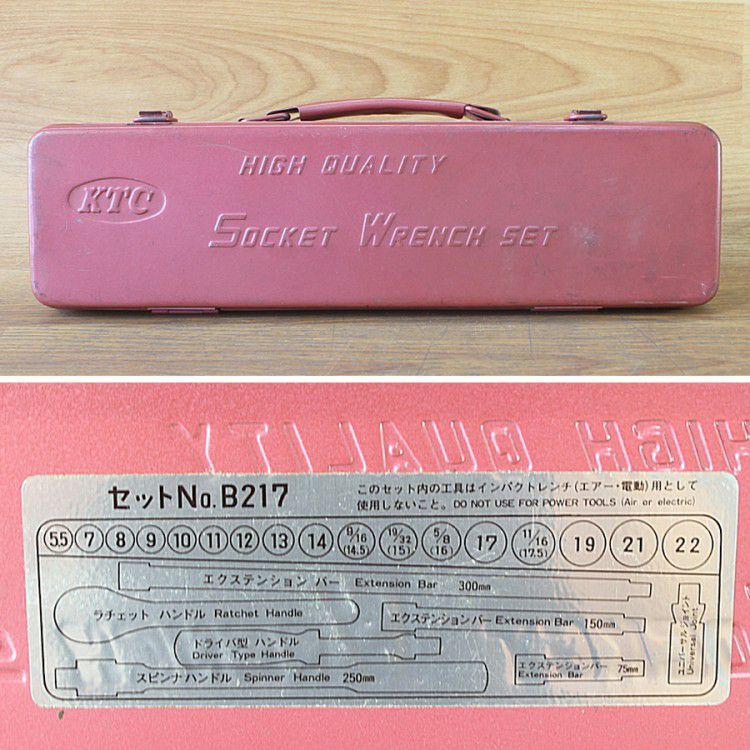 HIGH QUALITY
KTC
SOCKET WRENCH SET
HIGH QUALITY
セットNo.B217
このセット内の工具はインパクトレンチ(エアー・電動)用として
使用しないこと。DO NOT USE FOR POWER TOOLS (Air or electric)
5.5 7 8 9 10 11 12 13 14 9/16 (14.5) 19/32 (15) 5/8 (16) 17 11/16 (17.5) 19 21 22
エクステンション バー Extension Bar 300mm
ラチェット ハンドル Ratchet Handle
エクステンションバー Extension Bar 150mm
ドライバ型 ハンドル
Driver Type Handle
スピンナハンドル Spinner Handle 250mm
エクステンションバー
Extension Bar 75mm
ユニバーサルジョイント
Universal Joint